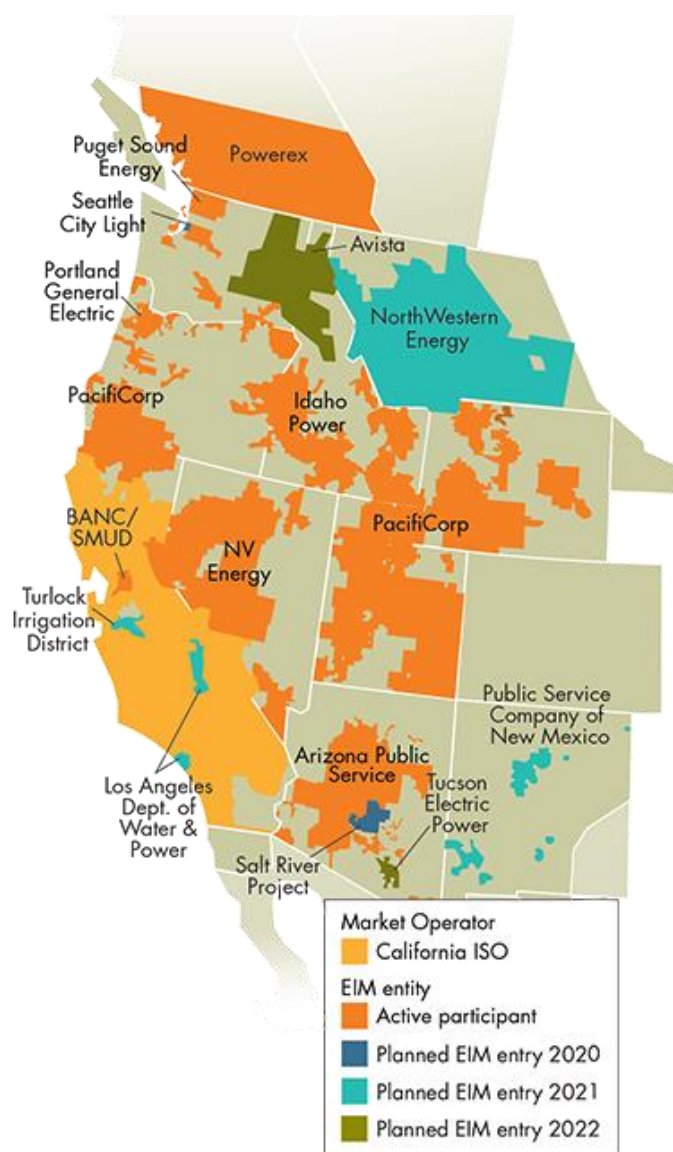 Powerex
Puget Sound
Energy
Seattle
City Light
Avista
Portland
General
Electric
NorthWestern
Energy
PacifiCorp
Idaho
Power
BANC/
SMUD
NV
Energy
PacifiCorp
Turlock
Irrigation
District
Public Service
Company of
New Mexico
Arizona Public
Service
Los Angeles
Dept. of
Water &
Power
Tucson
Electric
Power
Salt River
Project
Market Operator
California ISO
EIM entity
Active participant
Planned EIM entry 2020
Planned EIM entry 2021
Planned EIM entry 2022